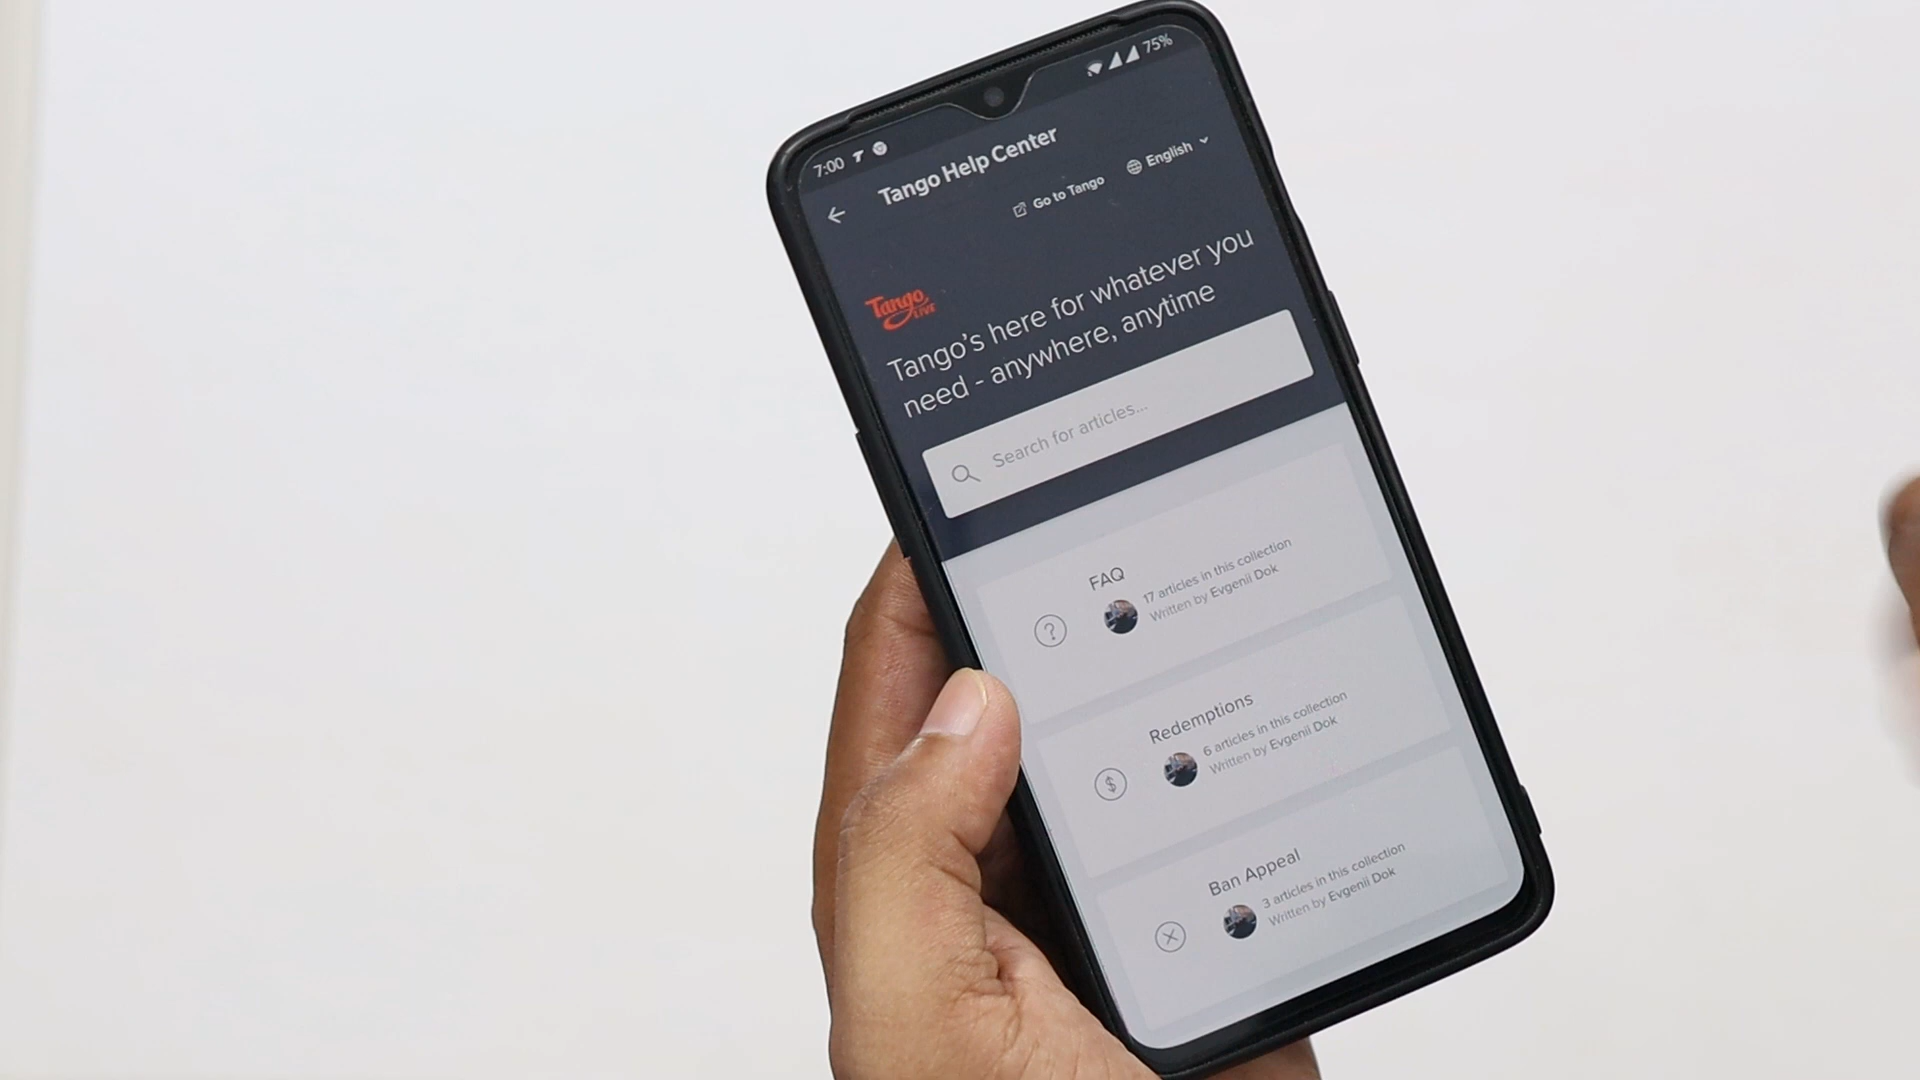 7:00
75%
Tango Help Center
Go to Tango
English
Tango LIVE
Tango's here for whatever you
need - anywhere, anytime
Search for articles...
FAQ
17 articles in this collection
Written by Evgenii Dok
Redemptions
6 articles in this collection
Written by Evgenii Dok
Ban Appeal
3 articles in this collection
Written by Evgenii Dok